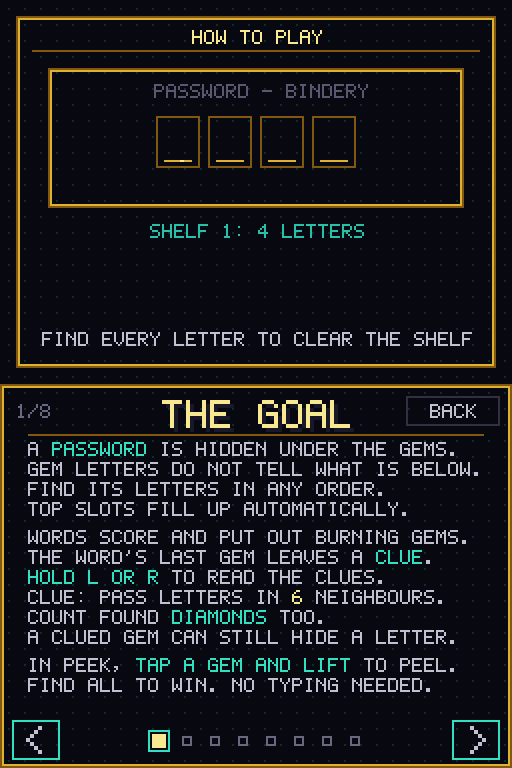 HOW TO PLAY
PASSWORD - BINDERY
_ _ _ _
SHELF 1: 4 LETTERS
FIND EVERY LETTER TO CLEAR THE SHELF
1/8
THE GOAL
BACK
A PASSWORD IS HIDDEN UNDER THE GEMS.
GEM LETTERS DO NOT TELL WHAT IS BELOW.
FIND ITS LETTERS IN ANY ORDER.
TOP SLOTS FILL UP AUTOMATICALLY.
WORDS SCORE AND PUT OUT BURNING GEMS.
THE WORD'S LAST GEM LEAVES A CLUE.
HOLD L OR R TO READ THE CLUES.
CLUE: PASS LETTERS IN 6 NEIGHBOURS.
COUNT FOUND DIAMONDS TOO.
A CLUED GEM CAN STILL HIDE A LETTER.
IN PEEK, TAP A GEM AND LIFT TO PEEL.
FIND ALL TO WIN. NO TYPING NEEDED.
< >